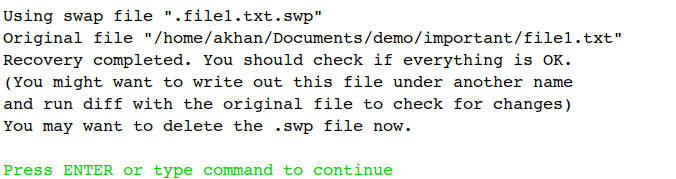 Using swap file ".file1.txt.swp"
Original file "/home/akhan/Documents/demo/important/file1.txt"
Recovery completed. You should check if everything is OK.
(You might want to write out this file under another name
and run diff with the original file to check for changes)
You may want to delete the .swp file now.
Press ENTER or type command to continue